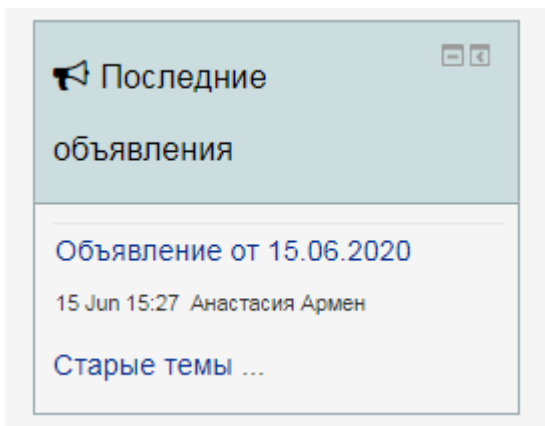 Последние
объявления
Объявление от 15.06.2020
15 Jun 15:27 Анастасия Армен
Старые темы ...